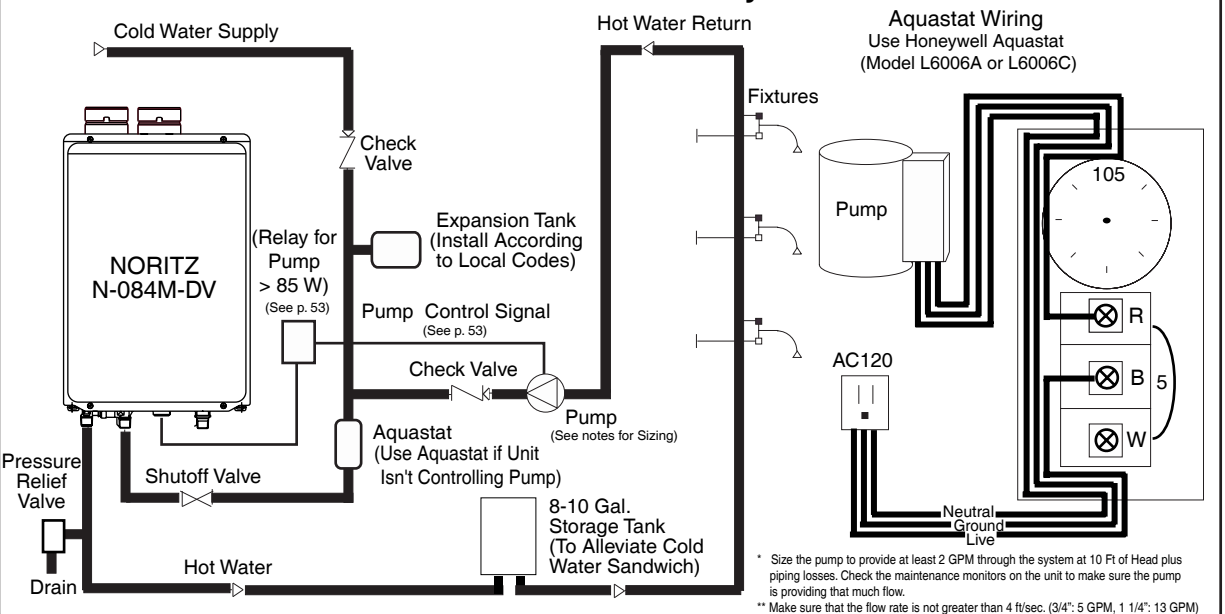 Cold Water Supply
Hot Water Return
Aquastat Wiring
Use Honeywell Aquastat
(Model L6006A or L6006C)
Fixtures
Check
Valve
105
Pump
Expansion Tank
(Install According
to Local Codes)
(Relay for
Pump
> 85 W)
(See p. 53)
NORITZ
N-084M-DV
Pump Control Signal
(See p. 53)
R
B
5
W
AC120
Check Valve
Pump
(See notes for Sizing)
Aquastat
(Use Aquastat if Unit
Isn't Controlling Pump)
Pressure
Relief
Valve
Shutoff Valve
8-10 Gal.
Storage Tank
(To Alleviate Cold
Water Sandwich)
Neutral
Ground
Live
Hot Water
Drain
* Size the pump to provide at least 2 GPM through the system at 10 Ft of Head plus
piping losses. Check the maintenance monitors on the unit to make sure the pump
is providing that much flow.
** Make sure that the flow rate is not greater than 4 ft/sec. (3/4": 5 GPM, 1 1/4": 13 GPM)